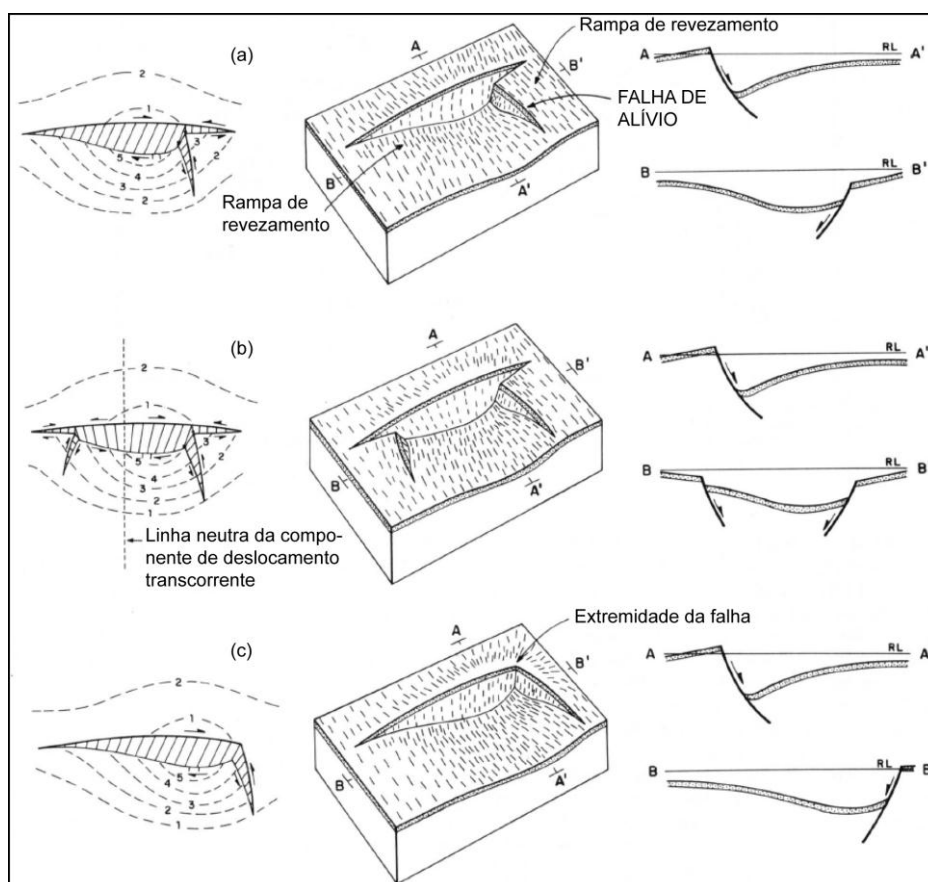 (a)
2
1
3
2
5
4
3
2
A
B'
B
A'
Rampa de revezamento
FALHA DE
ALÍVIO
Rampa de
revezamento
A
RL
A'
B
RL
B'
(b)
2
1
3
2
5
4
3
2
1
Linha neutra da compo-
nente de deslocamento
transcorrente
A
B'
B
A'
A
RL
A'
B
RL
B
(c)
2
1
5
4
3
2
1
Extremidade da falha
A
B'
B
A'
A
RL
A
B
RL